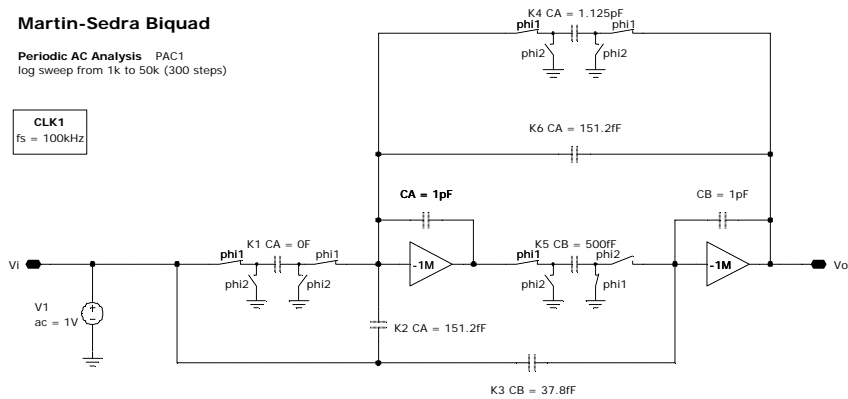 Martin-Sedra Biquad
Periodic AC Analysis PAC1
log sweep from 1k to 50k (300 steps)
CLK1
fs = 100kHz
K4 CA = 1.125pF
phi1
phi1
phi2
phi2
K6 CA = 151.2fF
CA = 1pF
CB = 1pF
K1 CA = 0F
phi1
phi1
phi2
phi2
-1M
K5 CB = 500fF
phi1
phi2
phi2
phi1
-1M
Vi
Vo
V1
ac = 1V
K2 CA = 151.2fF
K3 CB = 37.8fF